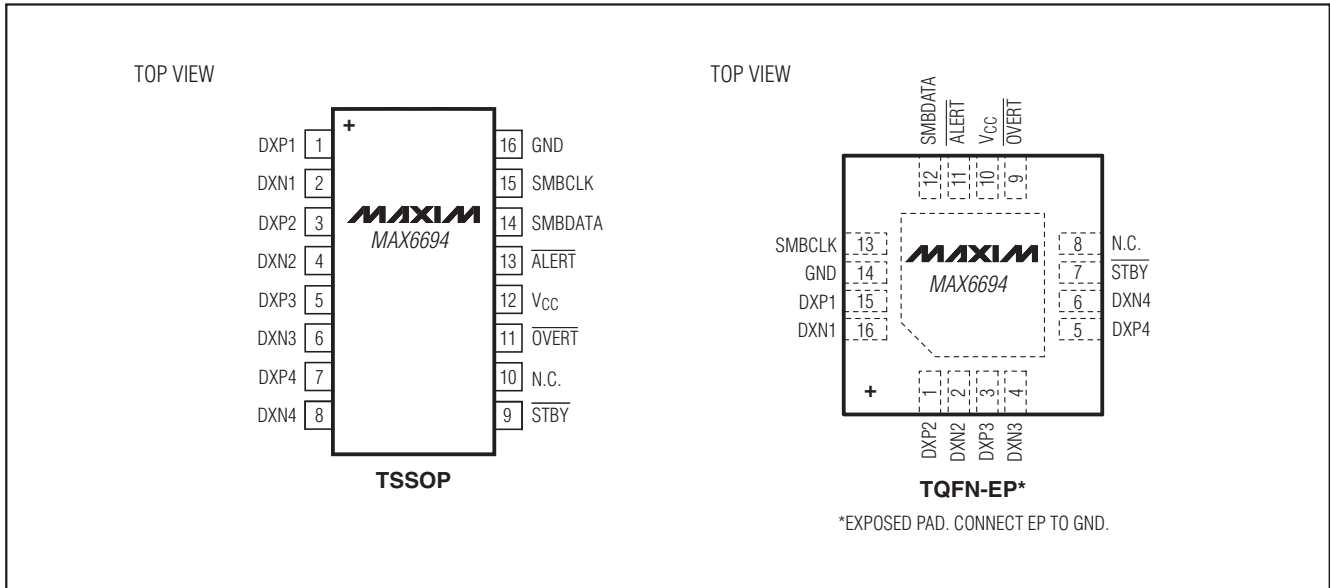 TOP VIEW
+
DXP1 1
DXN1 2
DXP2 3
DXN2 4
DXP3 5
DXN3 6
DXP4 7
DXN4 8
16 GND
15 SMBCLK
14 SMBDATA
13 ALERT
12 VCC
11 OVERT
10 N.C.
9 STBY
MAXIM
MAX6694
TSSOP
TOP VIEW
SMBDATA
ALERT
VCC
OVERT
12
11
10
9
SMBCLK 13
GND 14
DXP1 15
DXN1 16
MAXIM
MAX6694
8 N.C.
7 STBY
6 DXN4
5 DXP4
+
1
2
3
4
DXP2
DXN2
DXP3
DXN3
TQFN-EP*
*EXPOSED PAD. CONNECT EP TO GND.